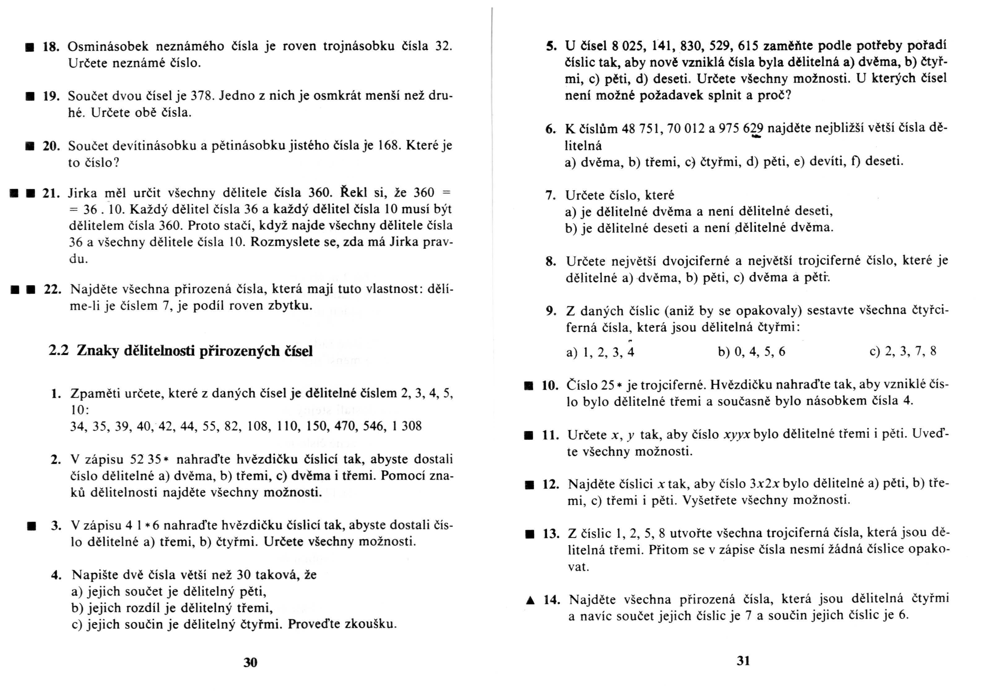 ■ 18. Osminásobek neznámého čísla je roven trojnásobku čísla 32.
Určete neznámé číslo.
■ 19. Součet dvou čísel je 378. Jedno z nich je osmkrát menší než dru-
hé. Určete obě čísla.
■ 20. Součet devítinásobku a pětinásobku jistého čísla je 168. Které je
to číslo?
■ ■ 21. Jirka měl určit všechny dělitele čísla 360. Řekl si, že 360 =
= 36 . 10. Každý dělitel čísla 36 a každý dělitel čísla 10 musí být
dělitelem čísla 360. Proto stačí, když najde všechny dělitele čísla
36 a všechny dělitele čísla 10. Rozmyslete se, zda má Jirka prav-
du.
■ ■ 22. Najděte všechna přirozená čísla, která mají tuto vlastnost: dělí-
me-li je číslem 7, je podíl roven zbytku.
2.2 Znaky dělitelnosti přirozených čísel
1. Zpaměti určete, které z daných čísel je dělitelné číslem 2, 3, 4, 5,
10:
34, 35, 39, 40, 42, 44, 55, 82, 108, 110, 150, 470, 546, 1 308
2. V zápisu 52 35* nahraďte hvězdičku číslicí tak, abyste dostali
číslo dělitelné a) dvěma, b) třemi, c) dvěma i třemi. Pomocí zna-
ků dělitelnosti najděte všechny možnosti.
■ 3. V zápisu 4 1*6 nahraďte hvězdičku číslicí tak, abyste dostali čís-
lo dělitelné a) třemi, b) čtyřmi. Určete všechny možnosti.
4. Napište dvě čísla větší než 30 taková, že
a) jejich součet je dělitelný pěti,
b) jejich rozdíl je dělitelný třemi,
c) jejich součin je dělitelný čtyřmi. Proveďte zkoušku.
30
5. U čísel 8 025, 141, 830, 529, 615 zaměňte podle potřeby pořadí
číslic tak, aby nově vzniklá čísla byla dělitelná a) dvěma, b) čtyř-
mi, c) pěti, d) deseti. Určete všechny možnosti. U kterých čísel
není možné požadavek splnit a proč?
6. K číslům 48 751, 70 012 a 975 629 najděte nejbližší větší čísla dě-
litelná
a) dvěma, b) třemi, c) čtyřmi, d) pěti, e) devíti, f) deseti.
7. Určete číslo, které
a) je dělitelné dvěma a není dělitelné deseti,
b) je dělitelné deseti a není dělitelné dvěma.
8. Určete největší dvojciferné a největší trojciferné číslo, které je
dělitelné a) dvěma, b) pěti, c) dvěma a pěti.
9. Z daných číslic (aniž by se opakovaly) sestavte všechna čtyřci-
ferná čísla, která jsou dělitelná čtyřmi:
a) 1, 2, 3, 4 b) 0, 4, 5, 6 c) 2, 3, 7, 8
■ 10. Číslo 25* je trojciferné. Hvězdičku nahraďte tak, aby vzniklé čís-
lo bylo dělitelné třemi a současně bylo násobkem čísla 4.
■ 11. Určete x, y tak, aby číslo xyyx bylo dělitelné třemi i pěti. Uveď-
te všechny možnosti.
■ 12. Najděte číslici x tak, aby číslo 3x2x bylo dělitelné a) pěti, b) tře-
mi, c) třemi i pěti. Vyšetřete všechny možnosti.
■ 13. Z číslic 1, 2, 5, 8 utvořte všechna trojciferná čísla, která jsou dě-
litelná třemi. Přitom se v zápise čísla nesmí žádná číslice opako-
vat.
▲ 14. Najděte všechna přirozená čísla, která jsou dělitelná čtyřmi
a navíc součet jejich číslic je 7 a součin jejich číslic je 6.
31